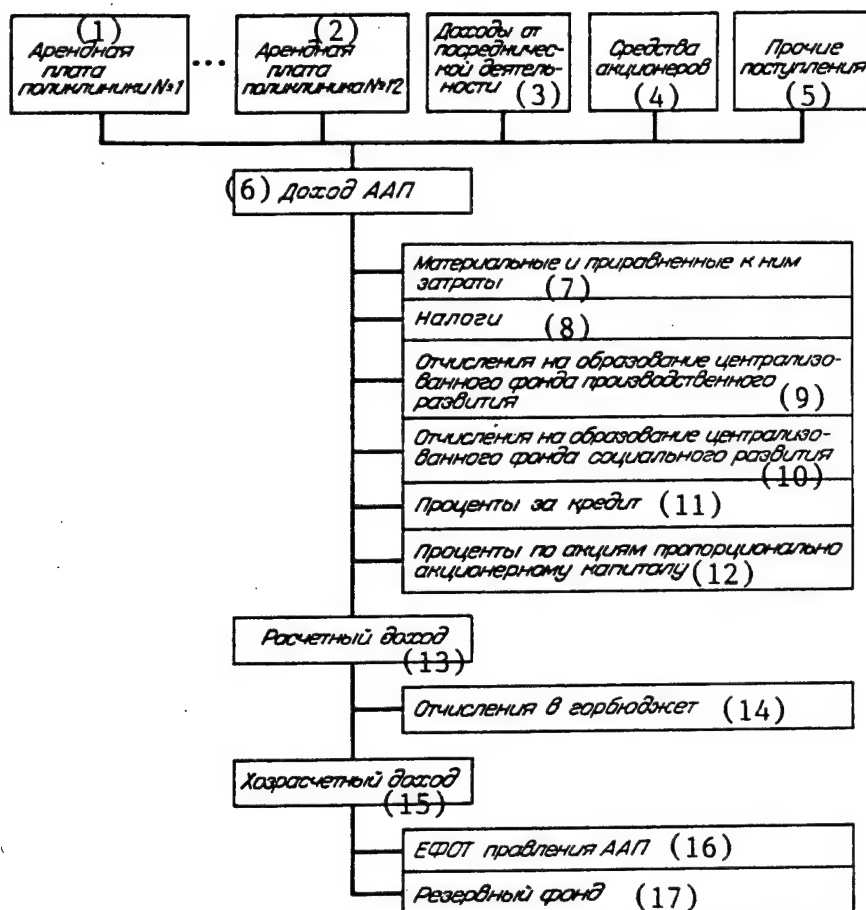 (1)
Арендная
плата
поликлиники №1
...
(2)
Арендная
плата
поликлиника №12
Доходы от
посредничес-
кой деятель-
ности (3)
Средства
акционеров
(4)
Прочие
поступления
(5)
(6) Доход ААП
Материальные и приравненные к ним
затраты (7)
Налоги (8)
Отчисления на образование централизо-
ванного фонда производственного
развития (9)
Отчисления на образование централизо-
ванного фонда социального развития
(10)
Проценты за кредит (11)
Проценты по акциям пропорционально
акционерному капиталу (12)
Расчетный доход
(13)
Отчисления в горбюджет (14)
Хозрасчетный доход
(15)
ЕФОТ правления ААП (16)
Резервный фонд (17)